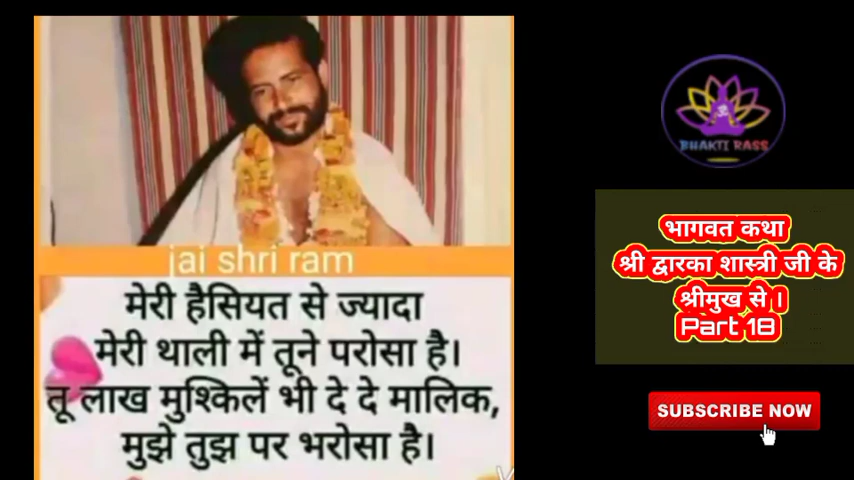 jai shri ram
मेरी हैसियत से ज्यादा
मेरी थाली में तूने परोसा है।
तू लाख मुश्किलें भी दे दे मालिक,
मुझे तुझ पर भरोसा है।
BHAKTI RASS
भागवत कथा
श्री द्वारका शास्त्री जी के
श्रीमुख से।
Part 18
SUBSCRIBE NOW